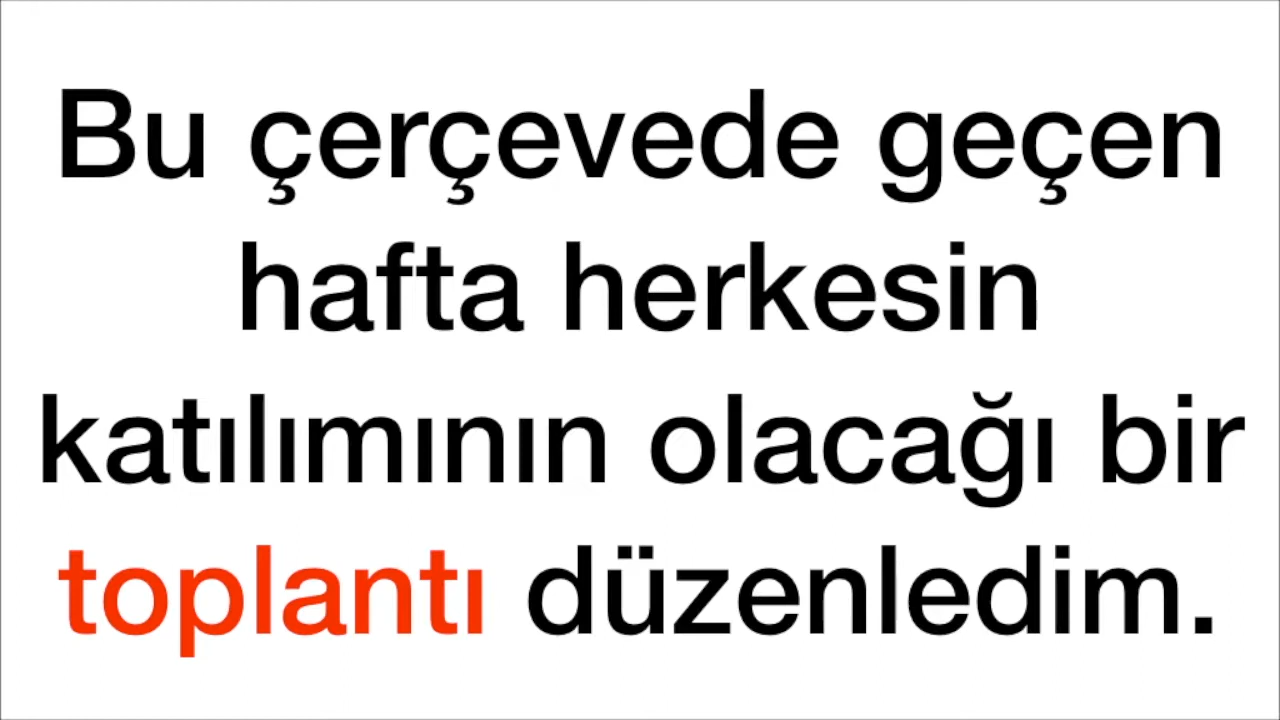 Bu çerçevede geçen
hafta herkesin
katılımının olacağı bir
toplantı düzenledim.